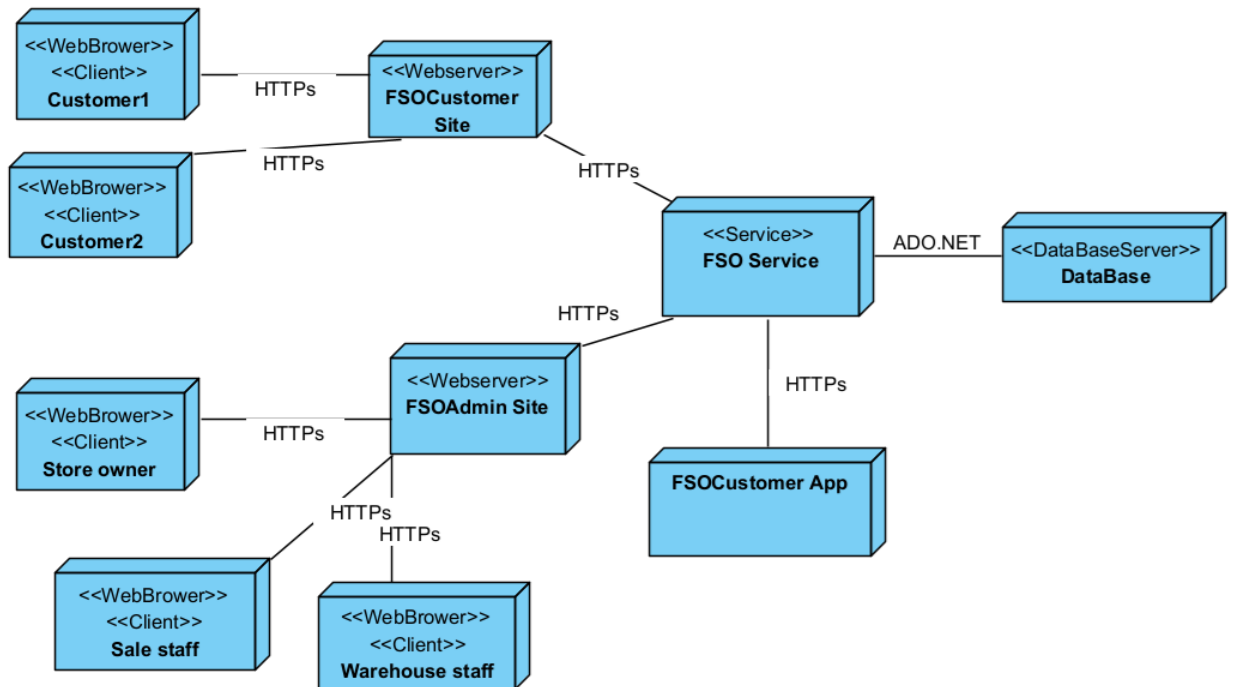 <<WebBrower>>
<<Client>>
Customer1
HTTPs
<<Webserver>>
FSOCustomer
Site
<<WebBrower>>
<<Client>>
Customer2
HTTPs
HTTPs
<<Service>>
FSO Service
ADO.NET
<<DataBaseServer>>
DataBase
HTTPs
<<Webserver>>
FSOAdmin Site
HTTPs
<<WebBrower>>
<<Client>>
Store owner
HTTPs
FSOCustomer App
HTTPs
HTTPs
<<WebBrower>>
<<Client>>
Sale staff
<<WebBrower>>
<<Client>>
Warehouse staff